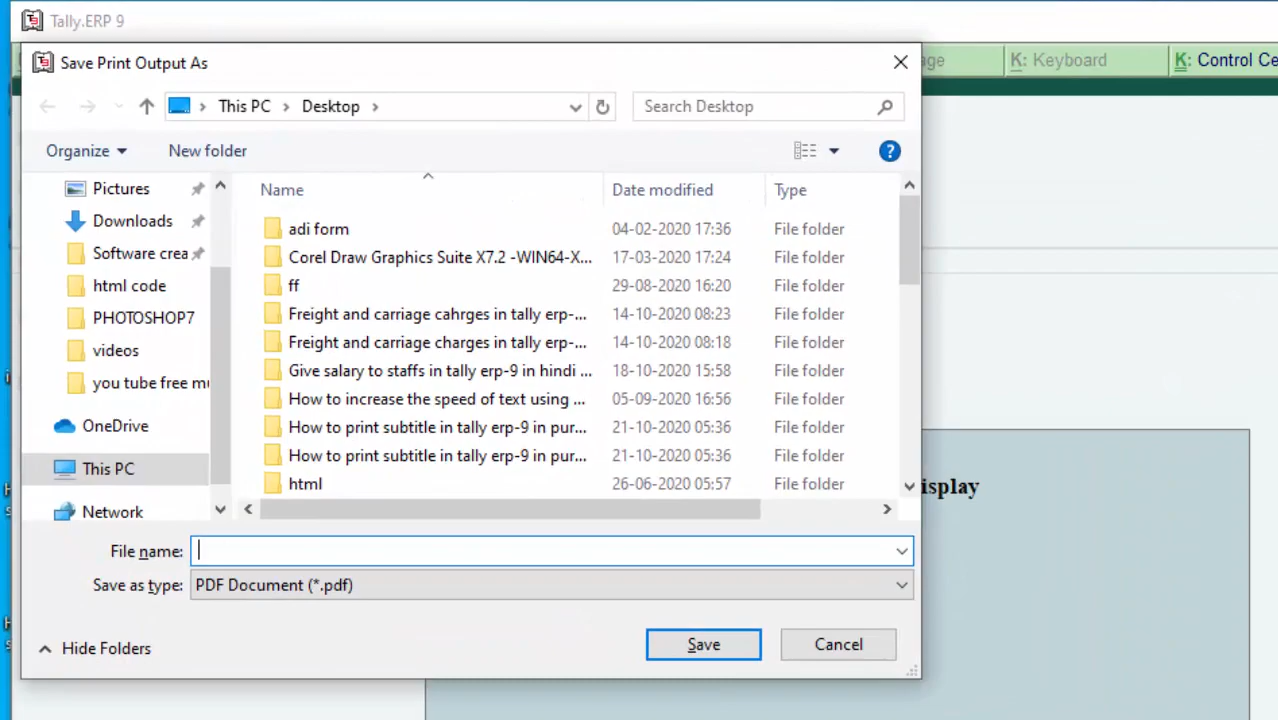 Tally.ERP 9
Save Print Output As
age
K: Keyboard
K: Control Ce
This PC > Desktop >
Search Desktop
Organize
New folder
Name
Date modified
Type
Pictures
Downloads
Software crea
html code
PHOTOSHOP7
videos
you tube free mu
OneDrive
This PC
Network
adi form 04-02-2020 17:36 File folder
Corel Draw Graphics Suite X7.2 -WIN64-X... 17-03-2020 17:24 File folder
ff 29-08-2020 16:20 File folder
Freight and carriage cahrges in tally erp-... 14-10-2020 08:23 File folder
Freight and carriage charges in tally erp-... 14-10-2020 08:18 File folder
Give salary to staffs in tally erp-9 in hindi ... 18-10-2020 15:58 File folder
How to increase the speed of text using ... 05-09-2020 16:56 File folder
How to print subtitle in tally erp-9 in pur... 21-10-2020 05:36 File folder
How to print subtitle in tally erp-9 in pur... 21-10-2020 05:36 File folder
html 26-06-2020 05:57 File folder
isplay
File name:
Save as type: PDF Document (*.pdf)
Hide Folders
Save
Cancel